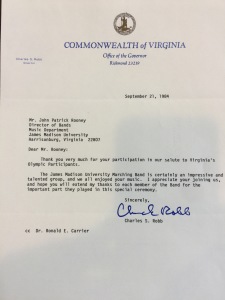 COMMONWEALTH of VIRGINIA
Office of the Governor
Charles S. Robb
Governor
Richmond 23219
September 21, 1984
Mr. John Patrick Rooney
Director of Bands
Music Department
James Madison University
Harrisonburg, Virginia 22807
Dear Mr. Rooney:
Thank you very much for your participation in our salute to Virginia's
Olympic Participants.
The James Madison University Marching Band is certainly an impressive and
talented group, and we all enjoyed your music. I appreciate your joining us,
and hope you will extend my thanks to each member of the Band for the
important part they played in this special ceremony.
Sincerely,
Chuck Robb
Charles S. Robb
cc Dr. Ronald E. Carrier